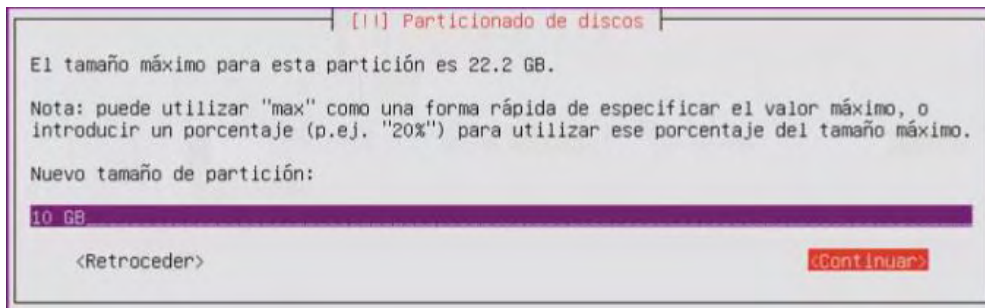 [!!] Particionado de discos
El tamaño máximo para esta partición es 22.2 GB.
Nota: puede utilizar "max" como una forma rápida de especificar el valor máximo, o
introducir un porcentaje (p.ej. "20%") para utilizar ese porcentaje del tamaño máximo.
Nuevo tamaño de partición:
10 GB
<Retroceder> <Continuar>